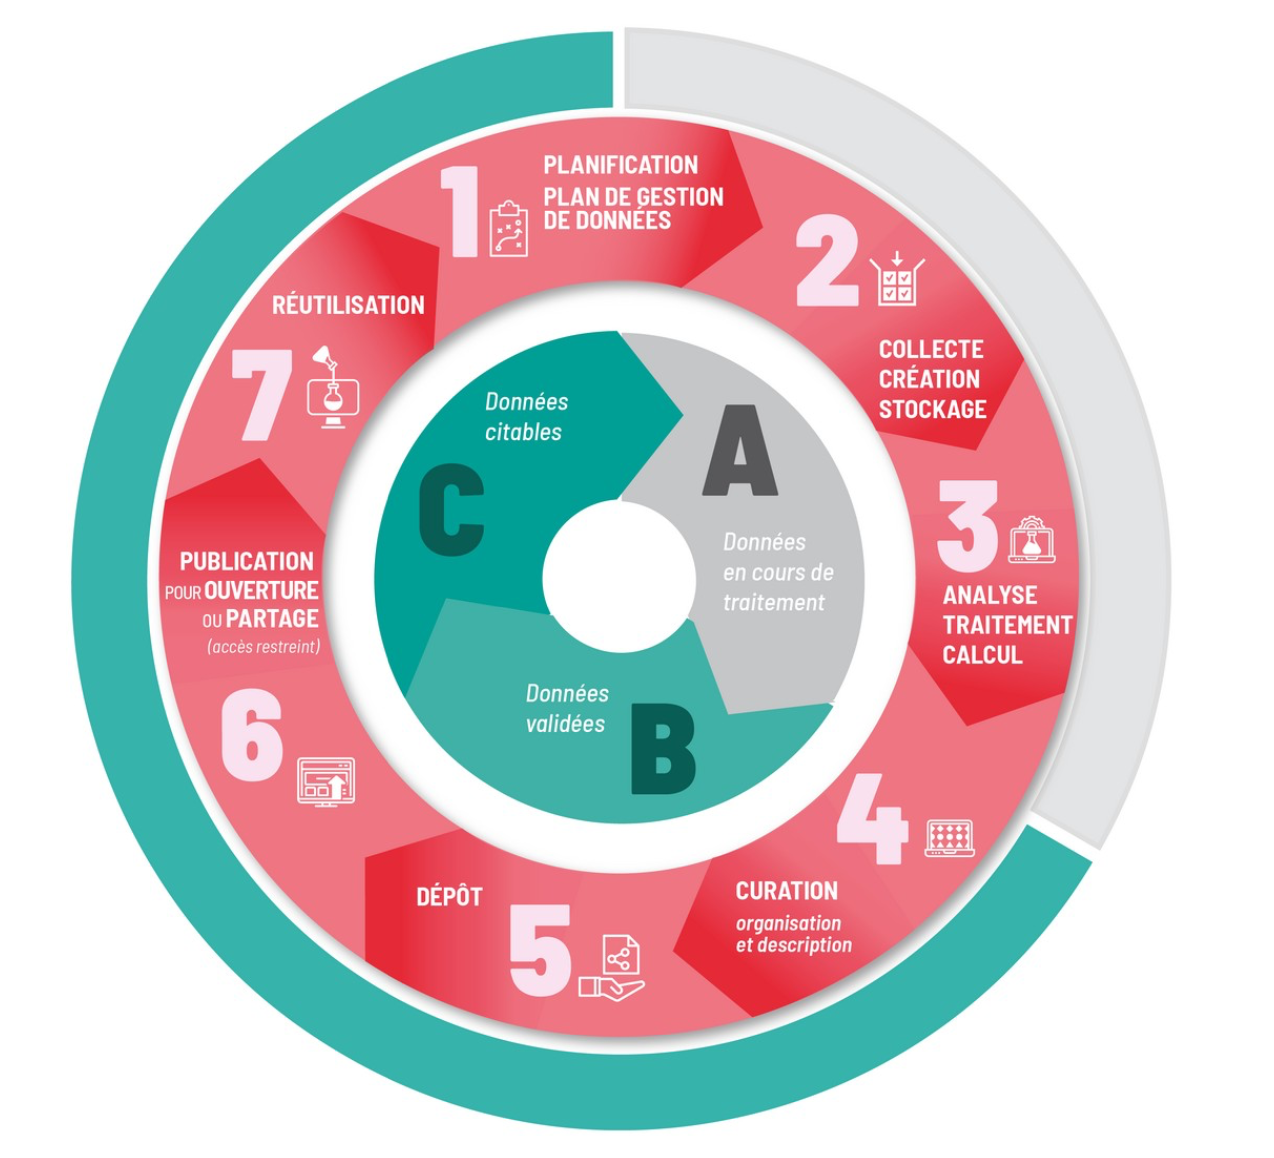 1
PLANIFICATION
PLAN DE GESTION
DE DONNÉES
2
COLLECTE
CRÉATION
STOCKAGE
3
ANALYSE
TRAITEMENT
CALCUL
4
CURATION
organisation
et description
5
DÉPÔT
6
PUBLICATION
POUR OUVERTURE
OU PARTAGE
(accès restreint)
7
RÉUTILISATION
A
Données
en cours de
traitement
B
Données
validées
C
Données
citables